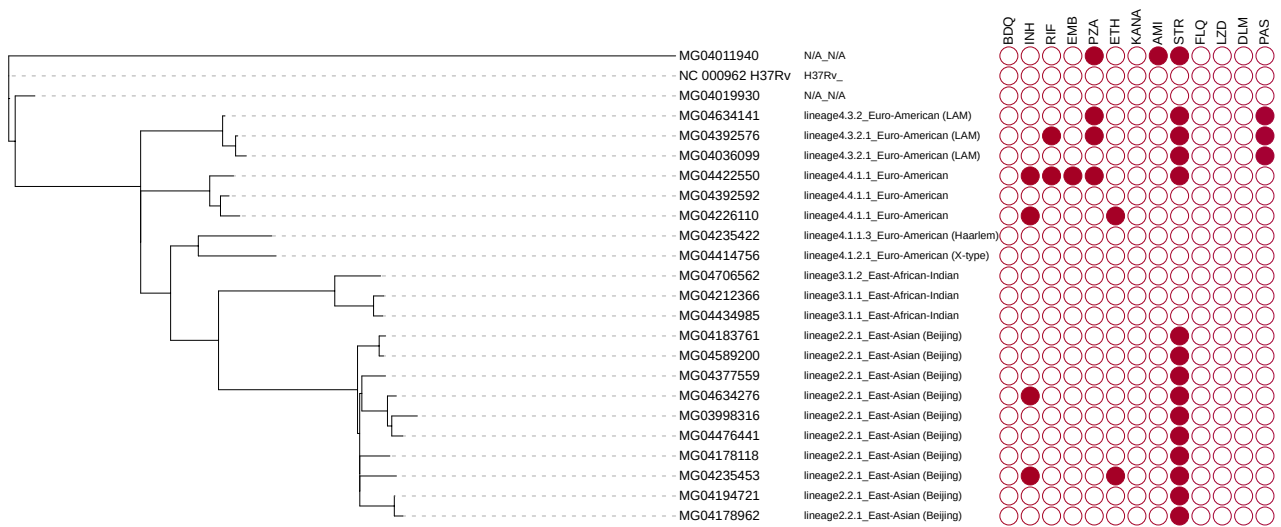 BDQ INH RIF EMB PZA ETH KANA AMI STR FLQ LZD DLM PAS
MG04011940 N/A_N/A
NC 000962 H37Rv H37Rv_
MG04019930 N/A_N/A
MG04634141 lineage4.3.2_Euro-American (LAM)
MG04392576 lineage4.3.2.1_Euro-American (LAM)
MG04036099 lineage4.3.2.1_Euro-American (LAM)
MG04422550 lineage4.4.1.1_Euro-American
MG04392592 lineage4.4.1.1_Euro-American
MG04226110 lineage4.4.1.1_Euro-American
MG04235422 lineage4.1.1.3_Euro-American (Haarlem)
MG04414756 lineage4.1.2.1_Euro-American (X-type)
MG04706562 lineage3.1.2_East-African-Indian
MG04212366 lineage3.1.1_East-African-Indian
MG04434985 lineage3.1.1_East-African-Indian
MG04183761 lineage2.2.1_East-Asian (Beijing)
MG04589200 lineage2.2.1_East-Asian (Beijing)
MG04377559 lineage2.2.1_East-Asian (Beijing)
MG04634276 lineage2.2.1_East-Asian (Beijing)
MG03998316 lineage2.2.1_East-Asian (Beijing)
MG04476441 lineage2.2.1_East-Asian (Beijing)
MG04178118 lineage2.2.1_East-Asian (Beijing)
MG04235453 lineage2.2.1_East-Asian (Beijing)
MG04194721 lineage2.2.1_East-Asian (Beijing)
MG04178962 lineage2.2.1_East-Asian (Beijing)